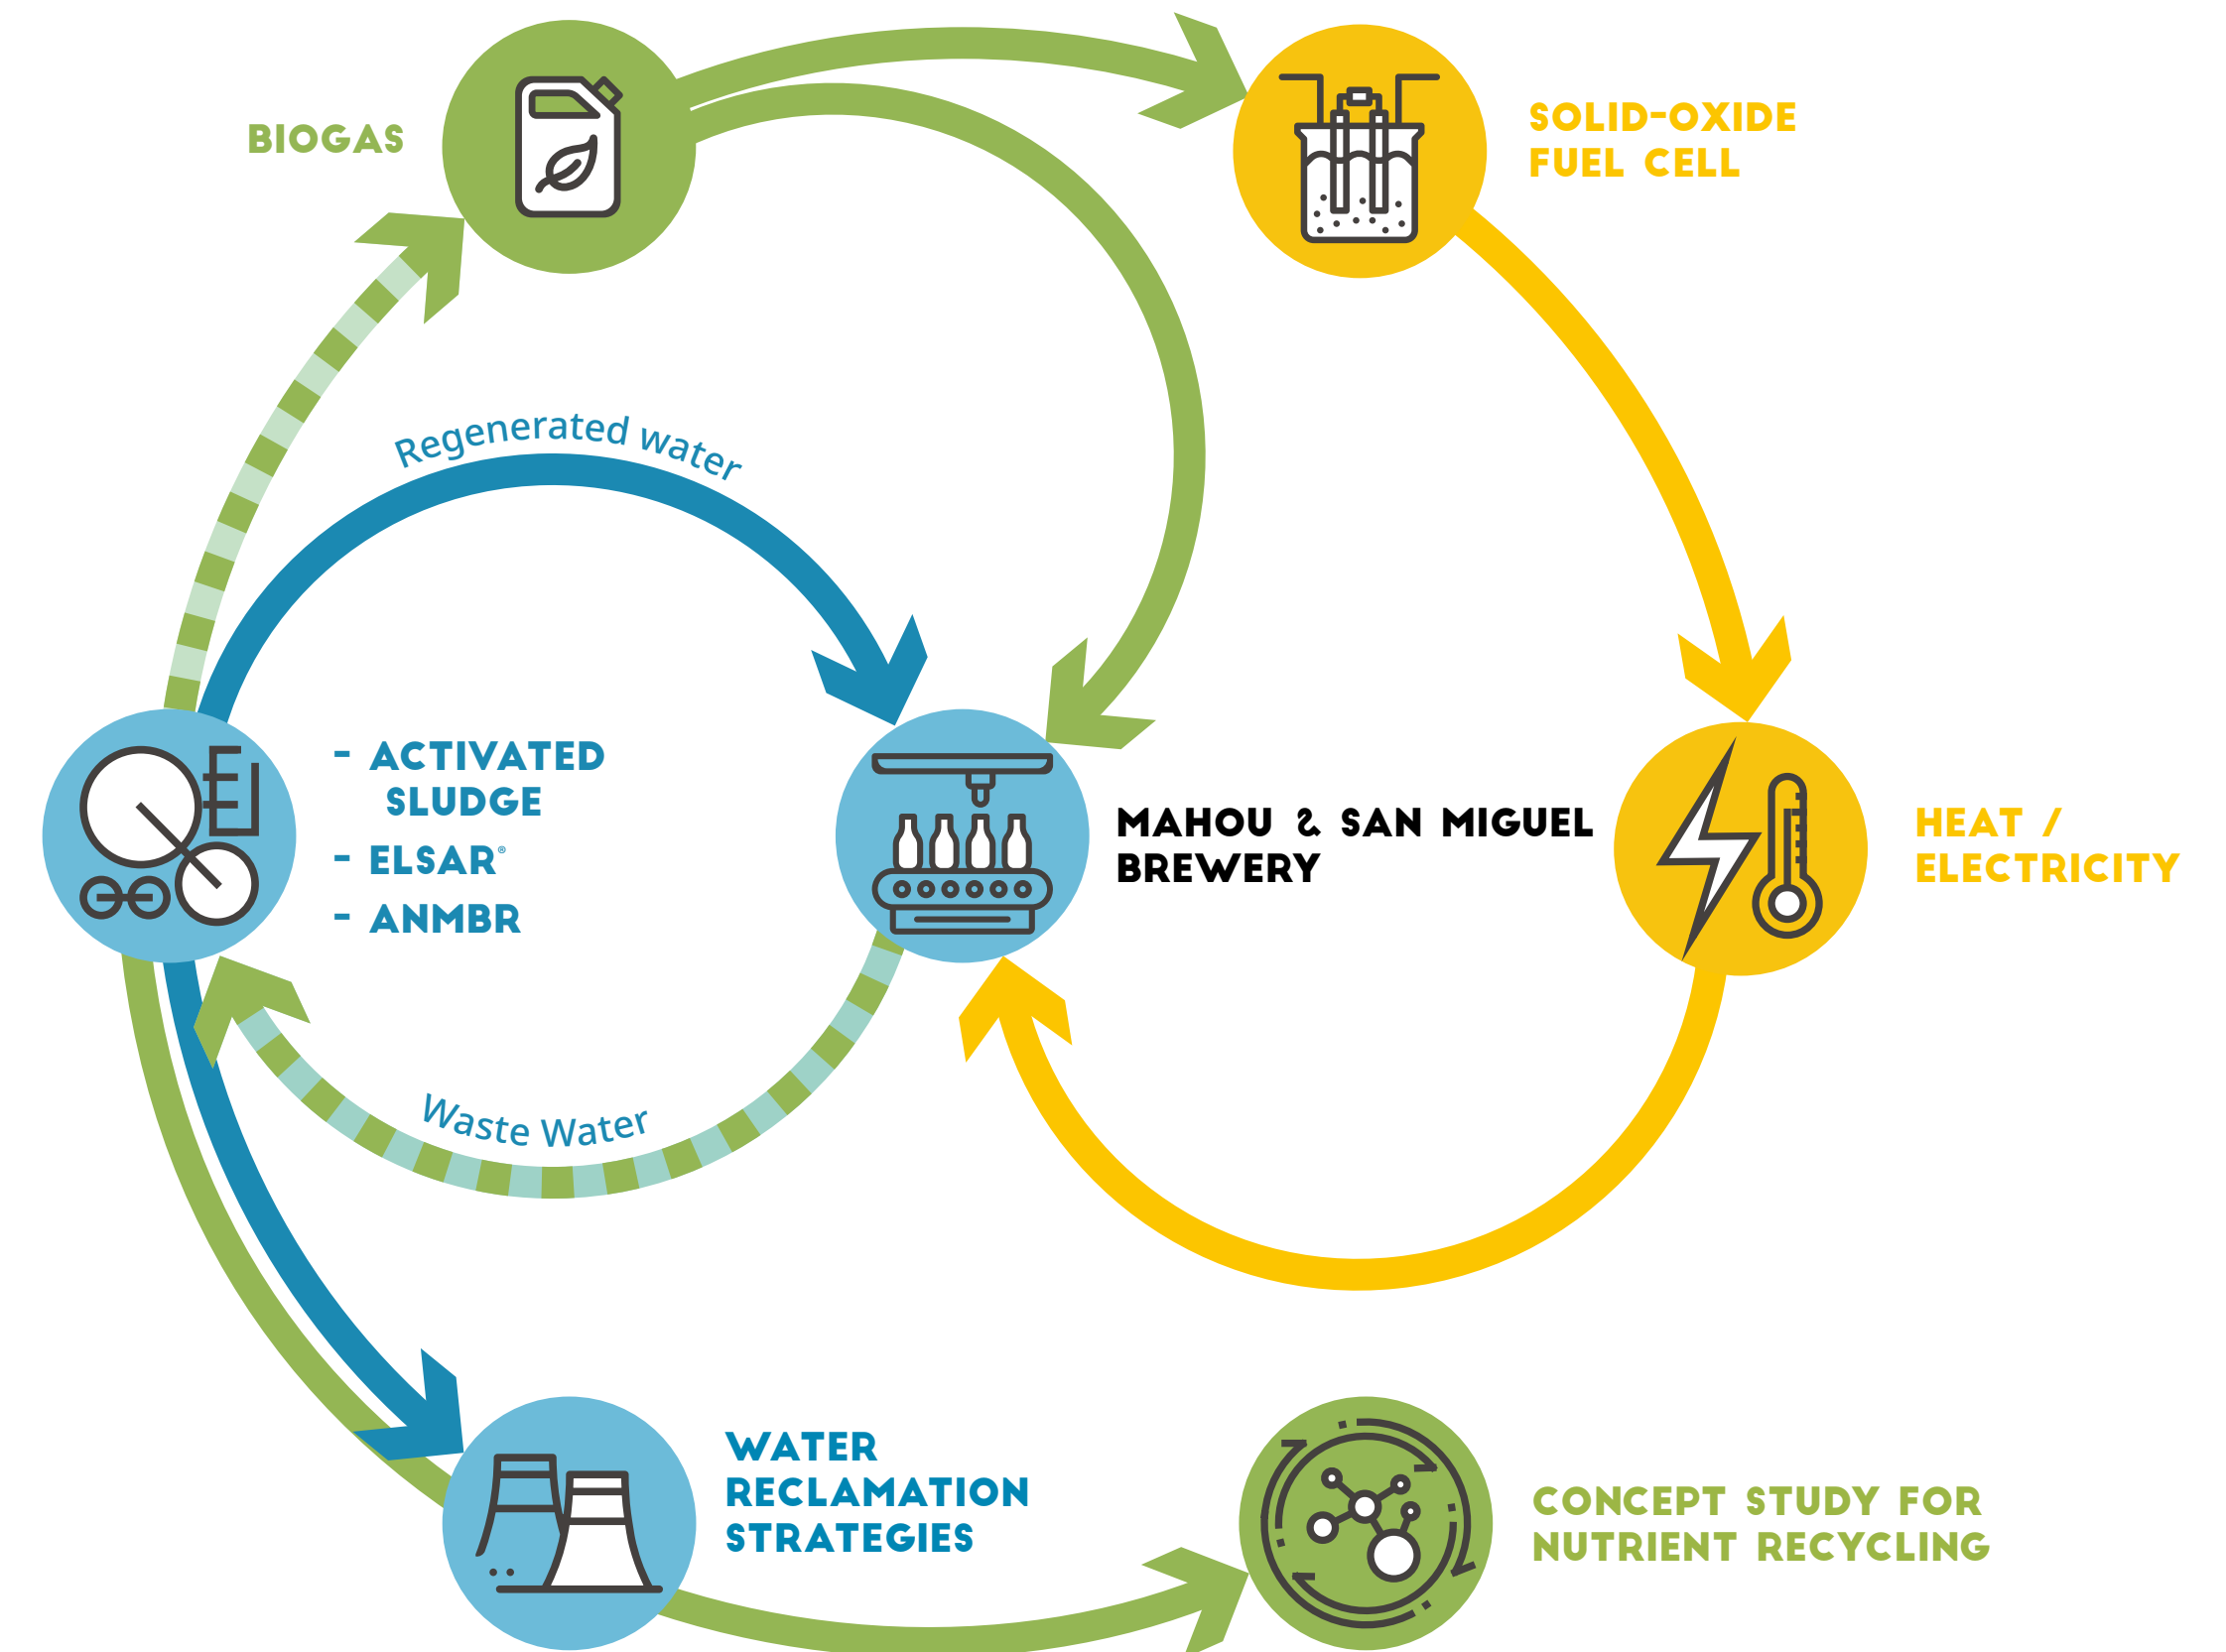 BIOGAS
SOLID-OXIDE
FUEL CELL
Regenerated water
- ACTIVATED
SLUDGE
- ELSAR®
- ANMBR
MAHOU & SAN MIGUEL
BREWERY
HEAT /
ELECTRICITY
Waste Water
WATER
RECLAMATION
STRATEGIES
CONCEPT STUDY FOR
NUTRIENT RECYCLING